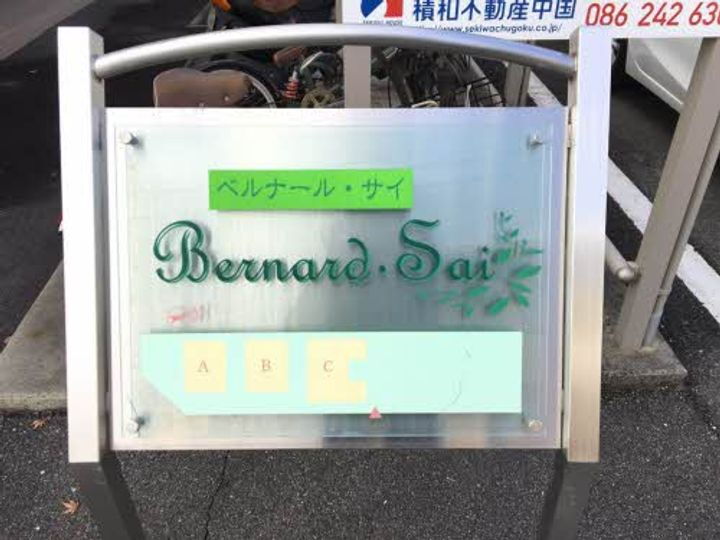 積和不動産中国
086 242 63
www.sekiwachugoku.co.jp/
ベルナール・サイ
Bernard・Sai
A B C